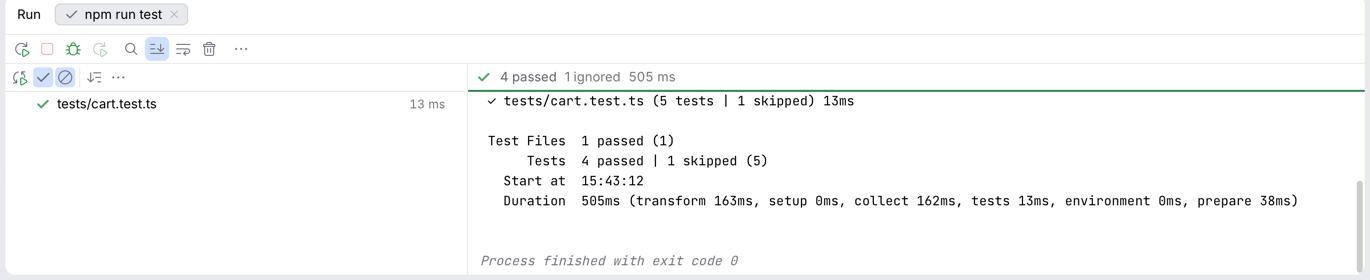 Run npm run test
4 passed 1 ignored 505 ms
tests/cart.test.ts 13 ms
✓ tests/cart.test.ts (5 tests | 1 skipped) 13ms
Test Files 1 passed (1)
Tests 4 passed | 1 skipped (5)
Start at 15:43:12
Duration 505ms (transform 163ms, setup 0ms, collect 162ms, tests 13ms, environment 0ms, prepare 38ms)
Process finished with exit code 0